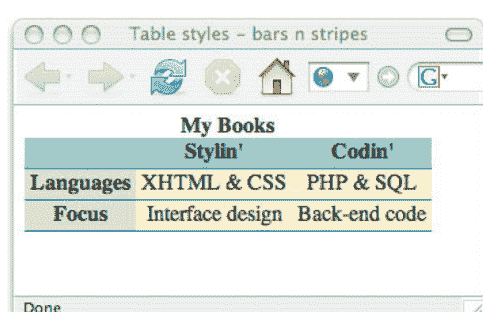 Table styles – bars n stripes
G
My Books
Stylin' Codin'
Languages XHTML & CSS PHP & SQL
Focus Interface design Back-end code
Done